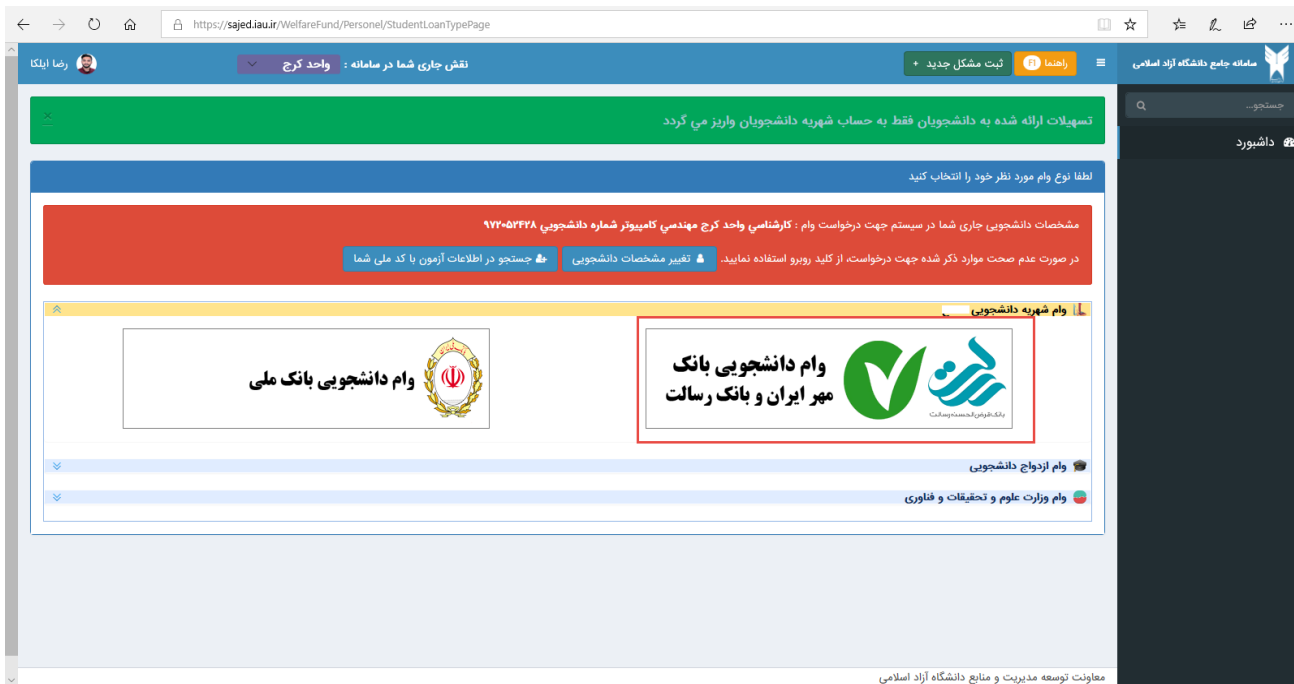 https://sajed.iau.ir/WelfareFund/Personel/StudentLoanTypePage
سامانه جامع دانشگاه آزاد اسلامی
راهنما F1
ثبت مشکل جدید +
نقش جاری شما در سامانه : واحد کرج
رضا ایلکا
جستجو...
داشبورد
تسهیلات ارائه شده به دانشجویان فقط به حساب شهریه دانشجویان واریز مي گردد
×
لطفا نوع وام مورد نظر خود را انتخاب کنید
مشخصات دانشجویی جاری شما در سیستم جهت درخواست وام : کارشناسي واحد کرج مهندسي کامپیوتر شماره دانشجویي ۹۷۲۰۵۲۴۲۸
در صورت عدم صحت موارد ذکر شده جهت درخواست، از کلید روبرو استفاده نمایید. تغییر مشخصات دانشجویی جستجو در اطلاعات آزمون با کد ملی شما
وام شهریه دانشجویی
وام دانشجویی بانک
مهر ایران و بانک رسالت
بانک قرض‌الحسنه رسالت
وام دانشجویی بانک ملی
وام ازدواج دانشجویی
وام وزارت علوم و تحقیقات و فناوری
معاونت توسعه مدیریت و منابع دانشگاه آزاد اسلامی